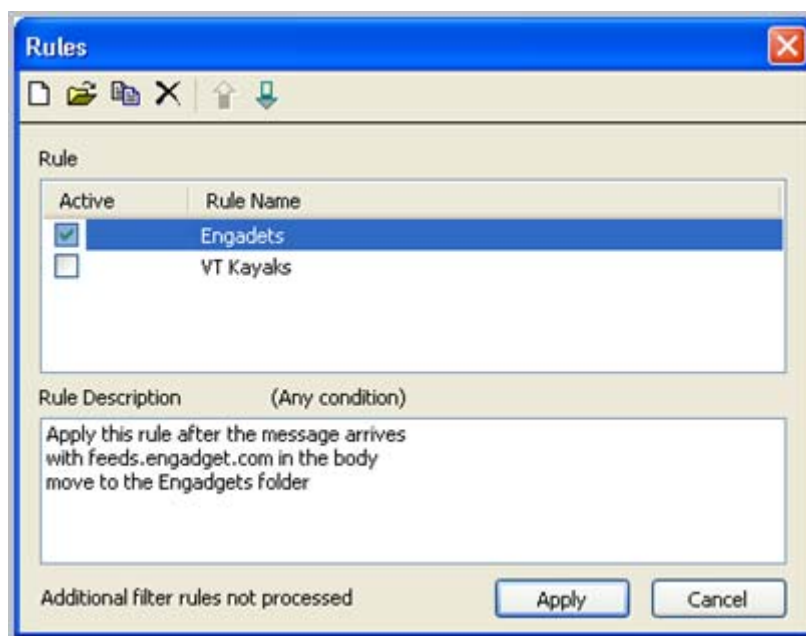 Rules
Rule
Active Rule Name
Engadets
VT Kayaks
Rule Description (Any condition)
Apply this rule after the message arrives
with feeds.engadget.com in the body
move to the Engadgets folder
Additional filter rules not processed Apply Cancel